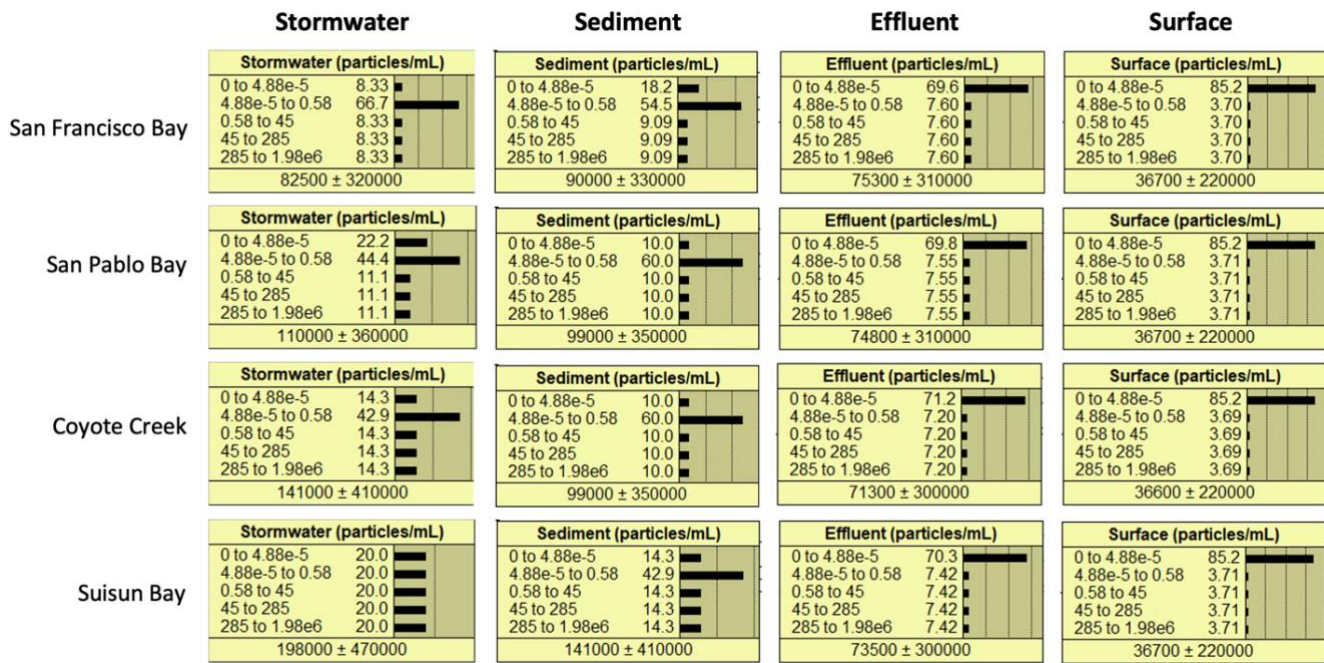 Stormwater Sediment Effluent Surface
San Francisco Bay
Stormwater (particles/mL)
0 to 4.88e-5 8.33
4.88e-5 to 0.58 66.7
0.58 to 45 8.33
45 to 285 8.33
285 to 1.98e6 8.33
82500 ± 320000
Sediment (particles/mL)
0 to 4.88e-5 18.2
4.88e-5 to 0.58 54.5
0.58 to 45 9.09
45 to 285 9.09
285 to 1.98e6 9.09
90000 ± 330000
Effluent (particles/mL)
0 to 4.88e-5 69.6
4.88e-5 to 0.58 7.60
0.58 to 45 7.60
45 to 285 7.60
285 to 1.98e6 7.60
75300 ± 310000
Surface (particles/mL)
0 to 4.88e-5 85.2
4.88e-5 to 0.58 3.70
0.58 to 45 3.70
45 to 285 3.70
285 to 1.98e6 3.70
36700 ± 220000
San Pablo Bay
Stormwater (particles/mL)
0 to 4.88e-5 22.2
4.88e-5 to 0.58 44.4
0.58 to 45 11.1
45 to 285 11.1
285 to 1.98e6 11.1
110000 ± 360000
Sediment (particles/mL)
0 to 4.88e-5 10.0
4.88e-5 to 0.58 60.0
0.58 to 45 10.0
45 to 285 10.0
285 to 1.98e6 10.0
99000 ± 350000
Effluent (particles/mL)
0 to 4.88e-5 69.8
4.88e-5 to 0.58 7.55
0.58 to 45 7.55
45 to 285 7.55
285 to 1.98e6 7.55
74800 ± 310000
Surface (particles/mL)
0 to 4.88e-5 85.2
4.88e-5 to 0.58 3.71
0.58 to 45 3.71
45 to 285 3.71
285 to 1.98e6 3.71
36700 ± 220000
Coyote Creek
Stormwater (particles/mL)
0 to 4.88e-5 14.3
4.88e-5 to 0.58 42.9
0.58 to 45 14.3
45 to 285 14.3
285 to 1.98e6 14.3
141000 ± 410000
Sediment (particles/mL)
0 to 4.88e-5 10.0
4.88e-5 to 0.58 60.0
0.58 to 45 10.0
45 to 285 10.0
285 to 1.98e6 10.0
99000 ± 350000
Effluent (particles/mL)
0 to 4.88e-5 71.2
4.88e-5 to 0.58 7.20
0.58 to 45 7.20
45 to 285 7.20
285 to 1.98e6 7.20
71300 ± 300000
Surface (particles/mL)
0 to 4.88e-5 85.2
4.88e-5 to 0.58 3.69
0.58 to 45 3.69
45 to 285 3.69
285 to 1.98e6 3.69
36600 ± 220000
Suisun Bay
Stormwater (particles/mL)
0 to 4.88e-5 20.0
4.88e-5 to 0.58 20.0
0.58 to 45 20.0
45 to 285 20.0
285 to 1.98e6 20.0
198000 ± 470000
Sediment (particles/mL)
0 to 4.88e-5 14.3
4.88e-5 to 0.58 42.9
0.58 to 45 14.3
45 to 285 14.3
285 to 1.98e6 14.3
141000 ± 410000
Effluent (particles/mL)
0 to 4.88e-5 70.3
4.88e-5 to 0.58 7.42
0.58 to 45 7.42
45 to 285 7.42
285 to 1.98e6 7.42
73500 ± 300000
Surface (particles/mL)
0 to 4.88e-5 85.2
4.88e-5 to 0.58 3.71
0.58 to 45 3.71
45 to 285 3.71
285 to 1.98e6 3.71
36700 ± 220000